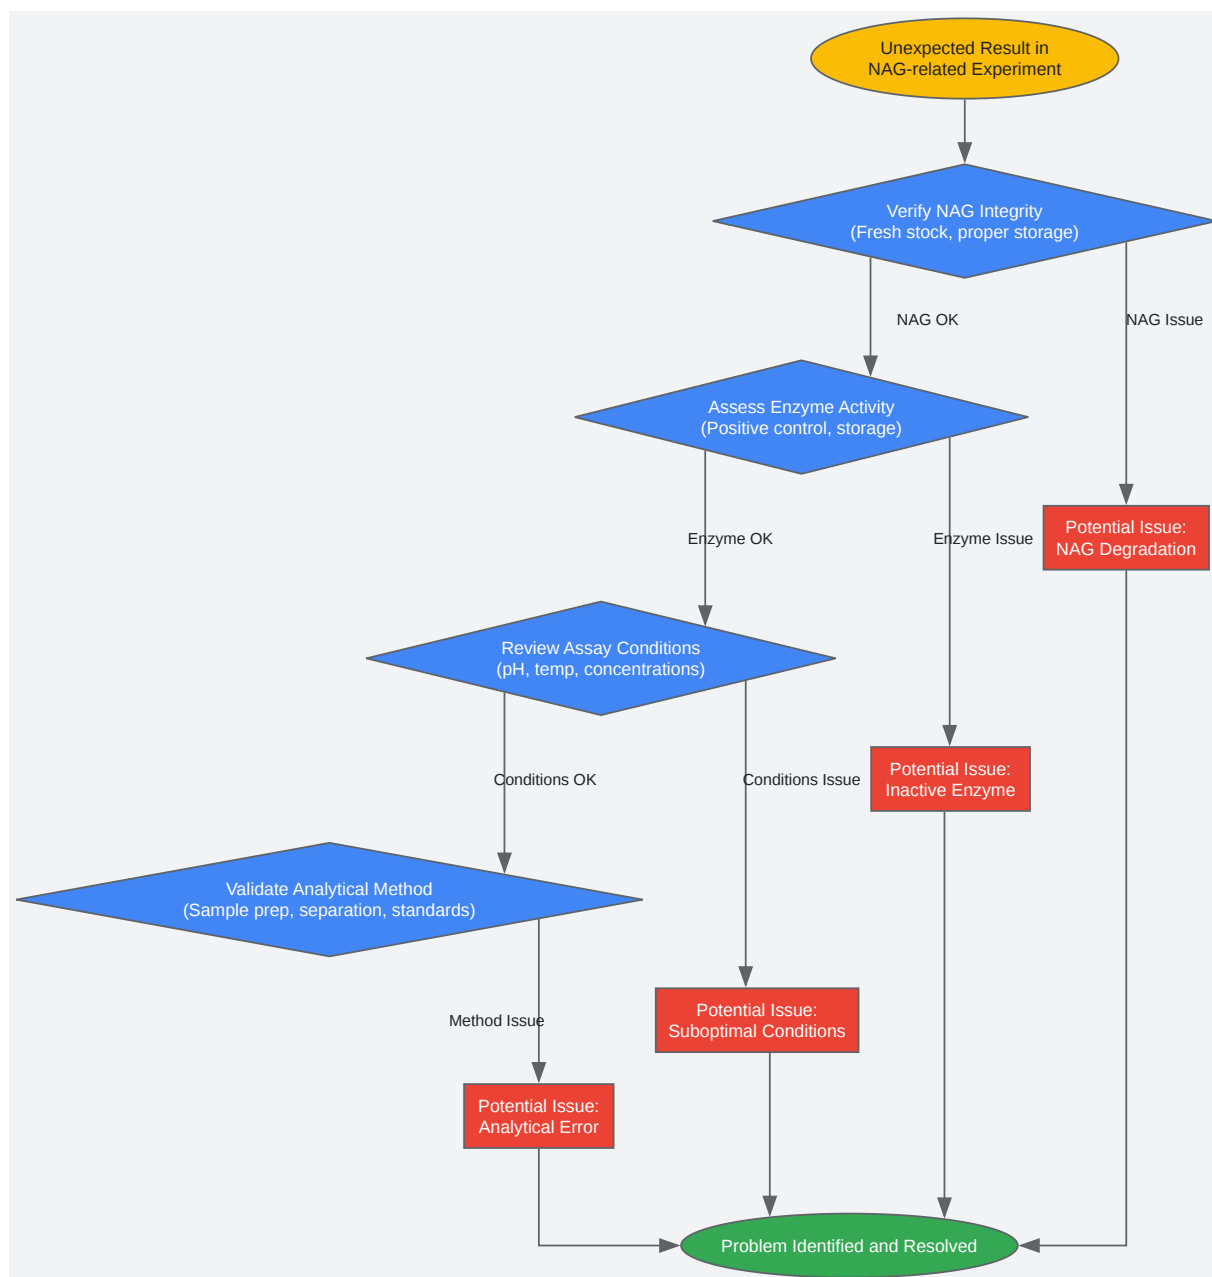 Unexpected Result in
NAG-related Experiment
Verify NAG Integrity
(Fresh stock, proper storage)
NAG OK
NAG Issue
Assess Enzyme Activity
(Positive control, storage)
Enzyme OK
Enzyme Issue
Potential Issue:
NAG Degradation
Review Assay Conditions
(pH, temp, concentrations)
Conditions OK
Conditions Issue
Potential Issue:
Inactive Enzyme
Validate Analytical Method
(Sample prep, separation, standards)
Method Issue
Potential Issue:
Suboptimal Conditions
Potential Issue:
Analytical Error
Problem Identified and Resolved